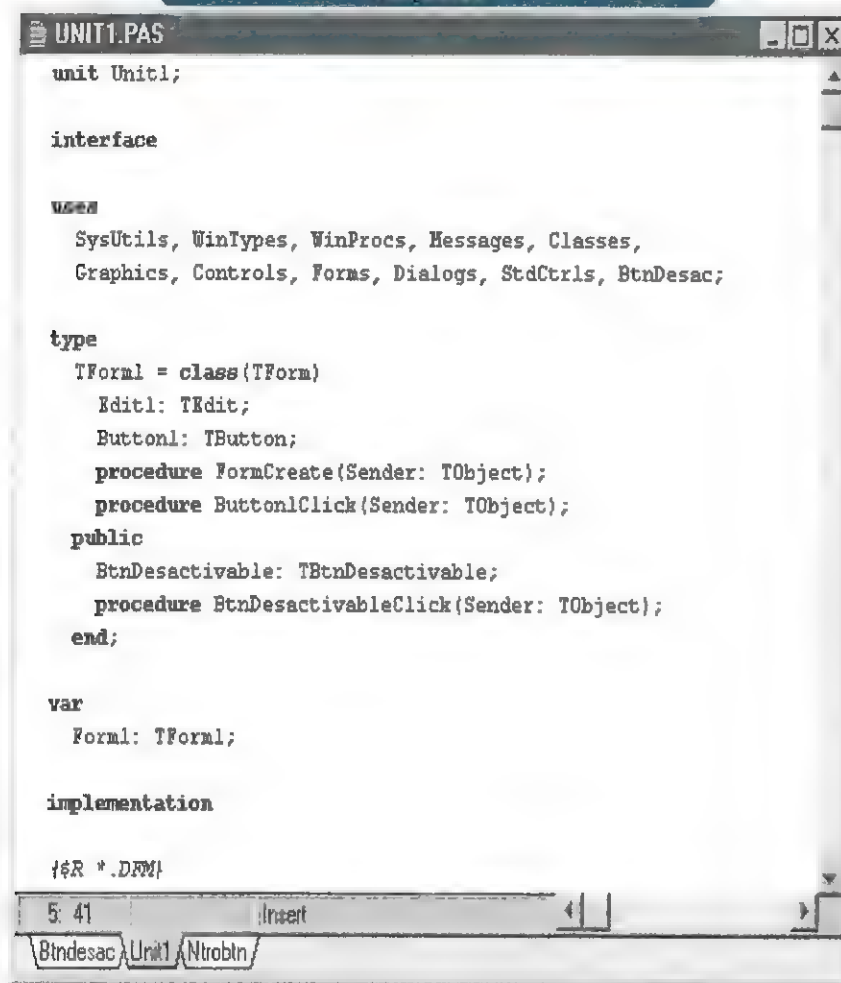 UNIT1.PAS
unit Unit1;
interface
uses
SysUtils, WinTypes, WinProcs, Messages, Classes,
Graphics, Controls, Forms, Dialogs, StdCtrls, BtnDesac;
type
TForm1 = class(TForm)
Edit1: TEdit;
Button1: TButton;
procedure FormCreate(Sender: TObject);
procedure Button1Click(Sender: TObject);
public
BtnDesactivable: TBtnDesactivable;
procedure BtnDesactivableClick(Sender: TObject);
end;
var
Form1: TForm1;
implementation
{$R *.DFM}
5: 41 Insert
Btndesac Unit1 Ntrobtn